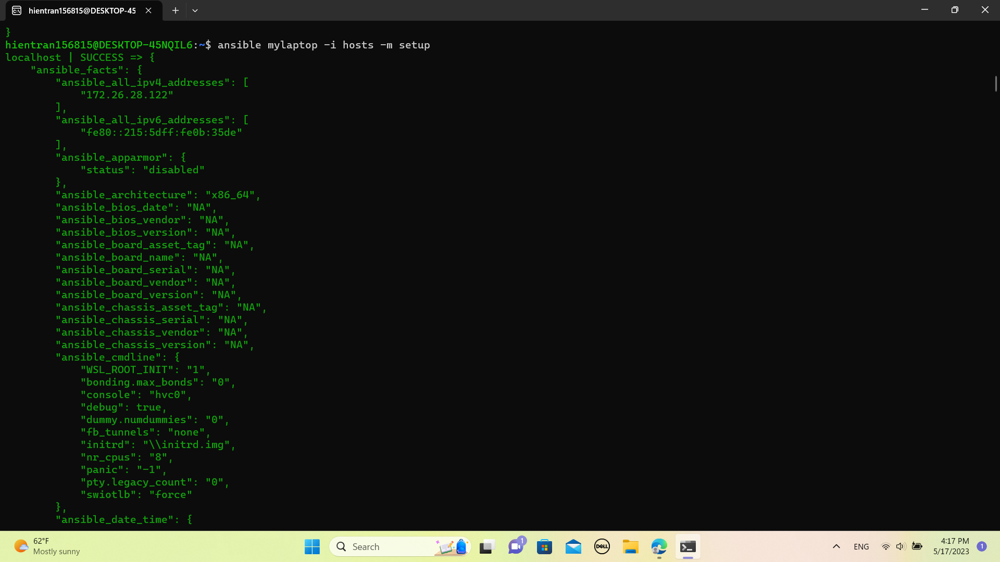 hientran156815@DESKTOP-45
}
hientran156815@DESKTOP-45NQIL6:~$ ansible mylaptop -i hosts -m setup
localhost | SUCCESS => {
    "ansible_facts": {
        "ansible_all_ipv4_addresses": [
            "172.26.28.122"
        ],
        "ansible_all_ipv6_addresses": [
            "fe80::215:5dff:fe0b:35de"
        ],
        "ansible_apparmor": {
            "status": "disabled"
        },
        "ansible_architecture": "x86_64",
        "ansible_bios_date": "NA",
        "ansible_bios_vendor": "NA",
        "ansible_bios_version": "NA",
        "ansible_board_asset_tag": "NA",
        "ansible_board_name": "NA",
        "ansible_board_serial": "NA",
        "ansible_board_vendor": "NA",
        "ansible_board_version": "NA",
        "ansible_chassis_asset_tag": "NA",
        "ansible_chassis_serial": "NA",
        "ansible_chassis_vendor": "NA",
        "ansible_chassis_version": "NA",
        "ansible_cmdline": {
            "WSL_ROOT_INIT": "1",
            "bonding.max_bonds": "0",
            "console": "hvc0",
            "debug": true,
            "dummy.numdummies": "0",
            "fb_tunnels": "none",
            "initrd": "\\initrd.img",
            "nr_cpus": "8",
            "panic": "-1",
            "pty.legacy_count": "0",
            "swiotlb": "force"
        },
        "ansible_date_time": {
62°F
Mostly sunny
Search
1
DELL
ENG
4:17 PM
5/17/2023
1